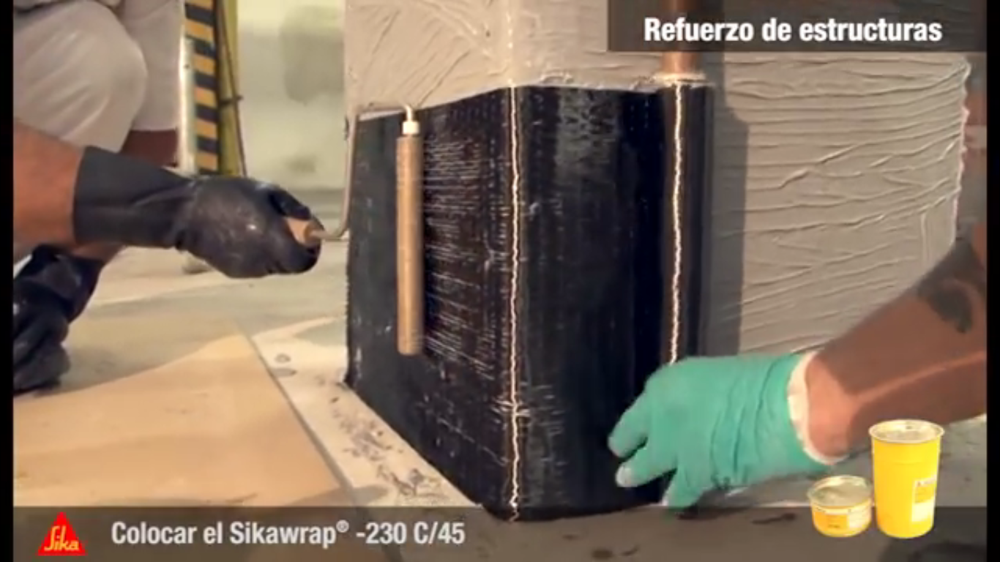 Refuerzo de estructuras
Colocar el Sikawrap® -230 C/45
Sika